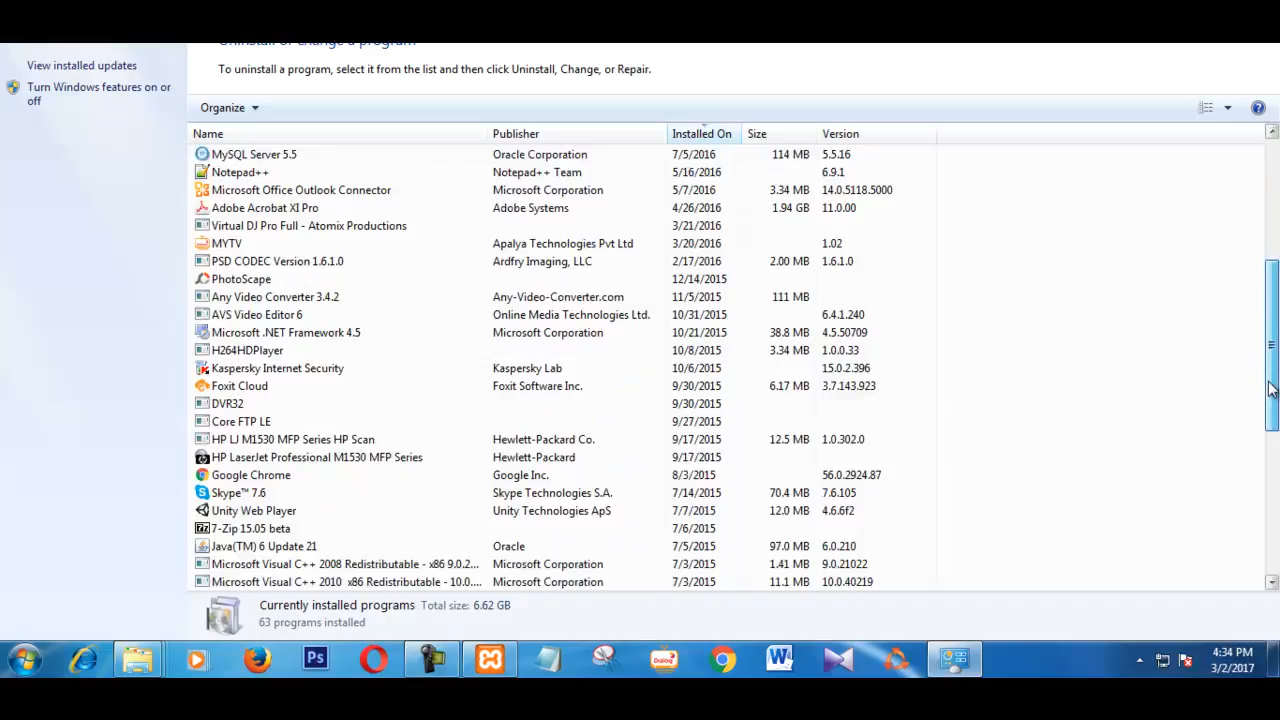 Uninstall or change a program
View installed updates
To uninstall a program, select it from the list and then click Uninstall, Change, or Repair.
Turn Windows features on or
off
Organize
Name Publisher Installed On Size Version
MySQL Server 5.5 Oracle Corporation 7/5/2016 114 MB 5.5.16
Notepad++ Notepad++ Team 5/16/2016 6.9.1
Microsoft Office Outlook Connector Microsoft Corporation 5/7/2016 3.34 MB 14.0.5118.5000
Adobe Acrobat XI Pro Adobe Systems 4/26/2016 1.94 GB 11.0.00
Virtual DJ Pro Full - Atomix Productions 3/21/2016
MYTV Apalya Technologies Pvt Ltd 3/20/2016 1.02
PSD CODEC Version 1.6.1.0 Ardfry Imaging, LLC 2/17/2016 2.00 MB 1.6.1.0
PhotoScape 12/14/2015
Any Video Converter 3.4.2 Any-Video-Converter.com 11/5/2015 111 MB
AVS Video Editor 6 Online Media Technologies Ltd. 10/31/2015 6.4.1.240
Microsoft .NET Framework 4.5 Microsoft Corporation 10/21/2015 38.8 MB 4.5.50709
H264HDPlayer 10/8/2015 3.34 MB 1.0.0.33
Kaspersky Internet Security Kaspersky Lab 10/6/2015 15.0.2.396
Foxit Cloud Foxit Software Inc. 9/30/2015 6.17 MB 3.7.143.923
DVR32 9/30/2015
Core FTP LE 9/27/2015
HP LJ M1530 MFP Series HP Scan Hewlett-Packard Co. 9/17/2015 12.5 MB 1.0.302.0
HP LaserJet Professional M1530 MFP Series Hewlett-Packard 9/17/2015
Google Chrome Google Inc. 8/3/2015 56.0.2924.87
Skype™ 7.6 Skype Technologies S.A. 7/14/2015 70.4 MB 7.6.105
Unity Web Player Unity Technologies ApS 7/7/2015 12.0 MB 4.6.6f2
7-Zip 15.05 beta 7/6/2015
Java(TM) 6 Update 21 Oracle 7/5/2015 97.0 MB 6.0.210
Microsoft Visual C++ 2008 Redistributable - x86 9.0.2... Microsoft Corporation 7/3/2015 1.41 MB 9.0.21022
Microsoft Visual C++ 2010 x86 Redistributable - 10.0.... Microsoft Corporation 7/3/2015 11.1 MB 10.0.40219
Currently installed programs Total size: 6.62 GB
63 programs installed
Ps
Dialog
W
4:34 PM
3/2/2017